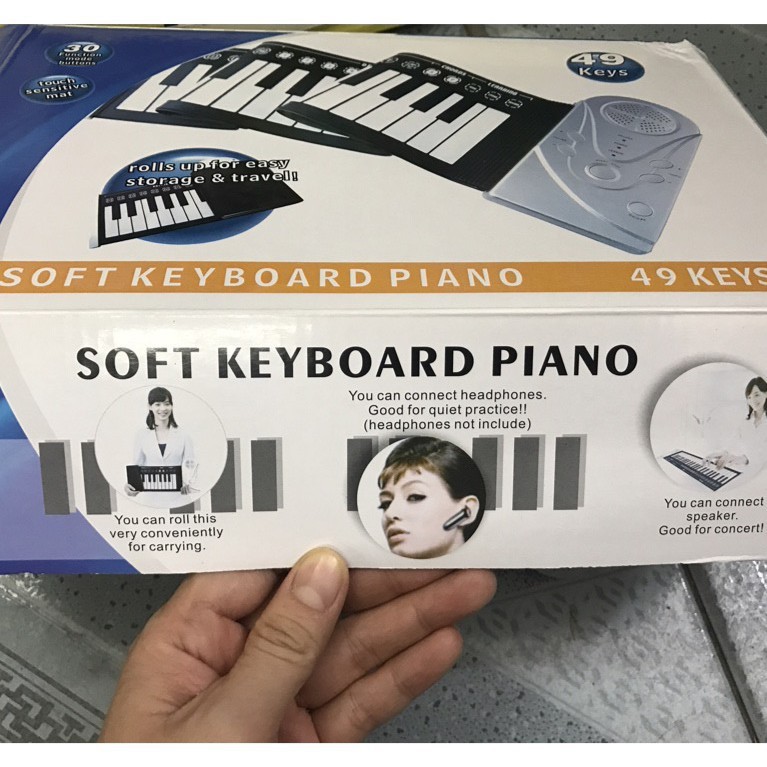 30
Function
mode
buttons
touch
sensitive
mat
49
Keys
CHORDS
LEARNING
rolls up for easy
storage & travel!
SOFT KEYBOARD PIANO
49 KEYS
SOFT KEYBOARD PIANO
You can connect headphones.
Good for quiet practice!!
(headphones not include)
You can roll this
very conveniently
for carrying.
You can connect
speaker.
Good for concert!